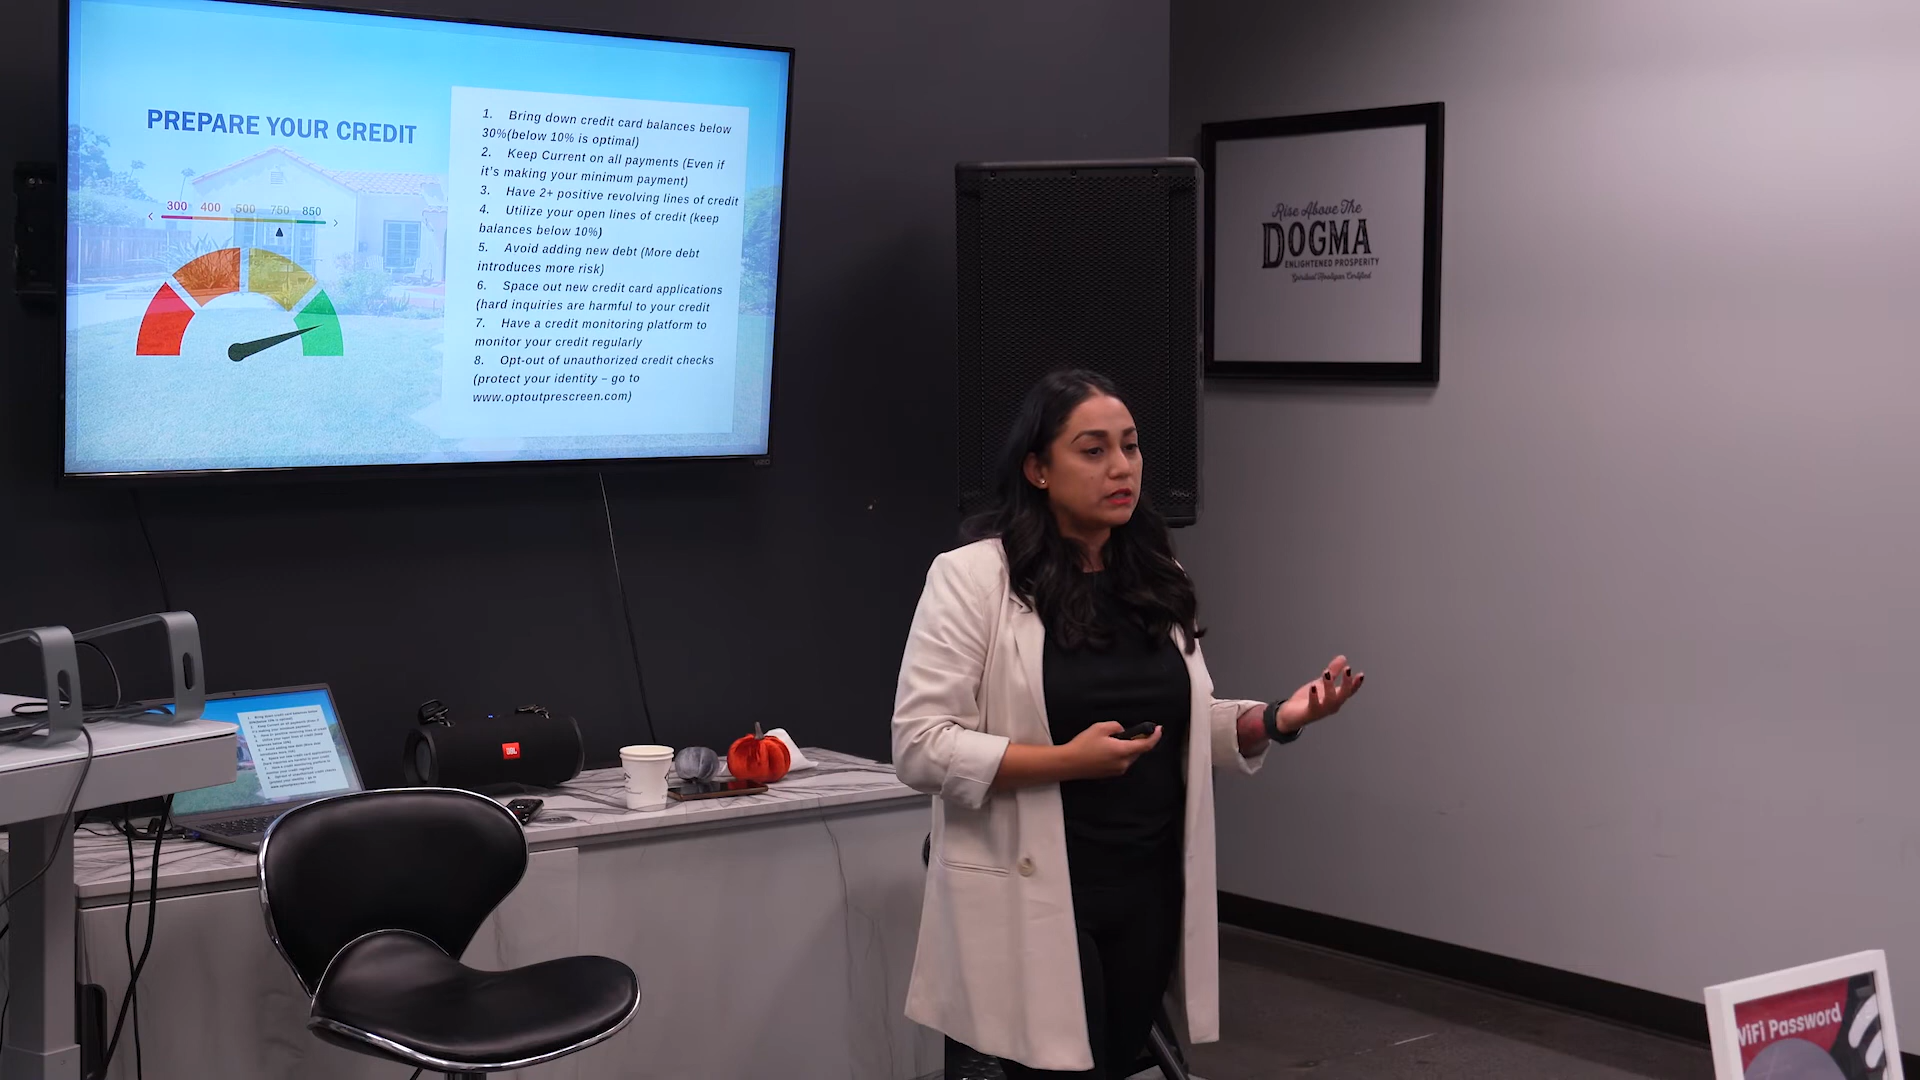 PREPARE YOUR CREDIT
300 400 500 750 850
1. Bring down credit card balances below
30%(below 10% is optimal)
2. Keep Current on all payments (Even if
it's making your minimum payment)
3. Have 2+ positive revolving lines of credit
4. Utilize your open lines of credit (keep
balances below 10%)
5. Avoid adding new debt (More debt
introduces more risk)
6. Space out new credit card applications
(hard inquiries are harmful to your credit
7. Have a credit monitoring platform to
monitor your credit regularly
8. Opt-out of unauthorized credit checks
(protect your identity – go to
www.optoutprescreen.com)
VIZIO
Rise Above The
DOGMA
ENLIGHTENED PROSPERITY
Spiritual Hooligan Certified
JBL
WiFi Password